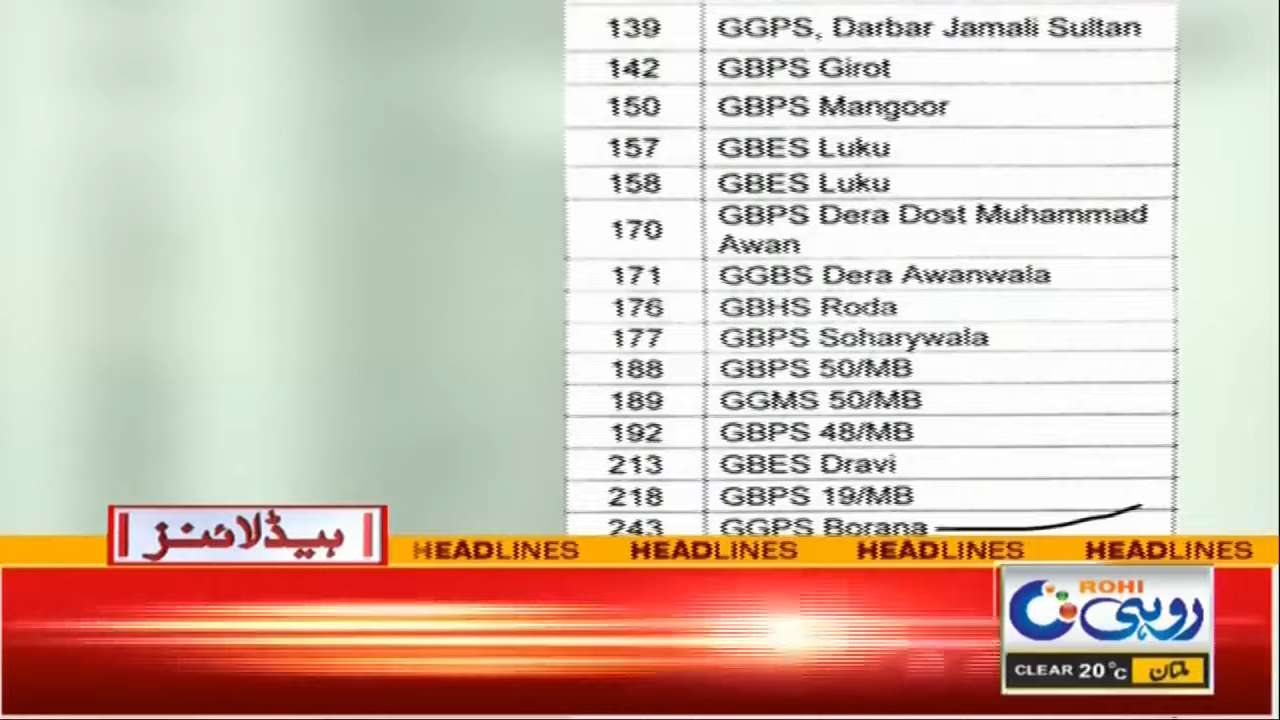 139 GGPS, Darbar Jamali Sultan
142 GBPS Girot
150 GBPS Mangoor
157 GBES Luku
158 GBES Luku
170 GBPS Dera Dost Muhammad
Awan
171 GGBS Dera Awanwala
176 GBHS Roda
177 GBPS Soharywala
188 GBPS 50/MB
189 GGMS 50/MB
192 GBPS 48/MB
213 GBES Dravi
218 GBPS 19/MB
243 GGPS Borana
ہیڈلائنز
HEADLINES HEADLINES HEADLINES HEADLINES
ROHI
روہی
CLEAR 20°C ملتان